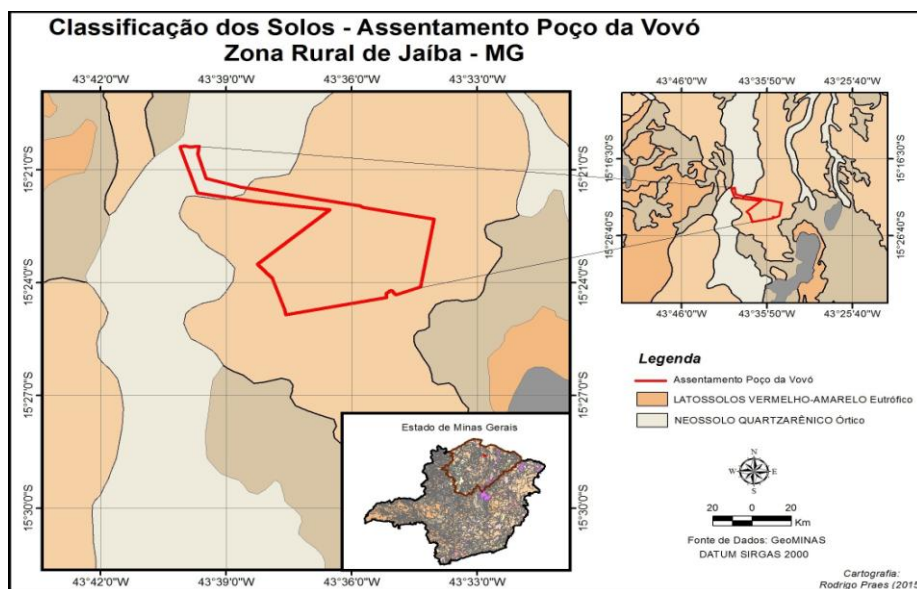 Classificação dos Solos - Assentamento Poço da Vovó
Zona Rural de Jaíba - MG
43°42'0"W 43°39'0"W 43°36'0"W 43°33'0"W
15°21'0"S 15°21'0"S
15°24'0"S 15°24'0"S
15°27'0"S 15°27'0"S
15°30'0"S 15°30'0"S
43°42'0"W 43°39'0"W 43°36'0"W 43°33'0"W
Estado de Minas Gerais
43°46'0"W 43°35'50"W 43°25'40"W
15°16'30"S 15°16'30"S
15°26'40"S 15°26'40"S
43°46'0"W 43°35'50"W 43°25'40"W
Legenda
Assentamento Poço da Vovó
LATOSSOLOS VERMELHO-AMARELO Eutrófico
NEOSSOLO QUARTZARÊNICO Órtico
N
W E
S
20 0 20
Km
Fonte de Dados: GeoMINAS
DATUM SIRGAS 2000
Cartografia:
Rodrigo Praes (2015